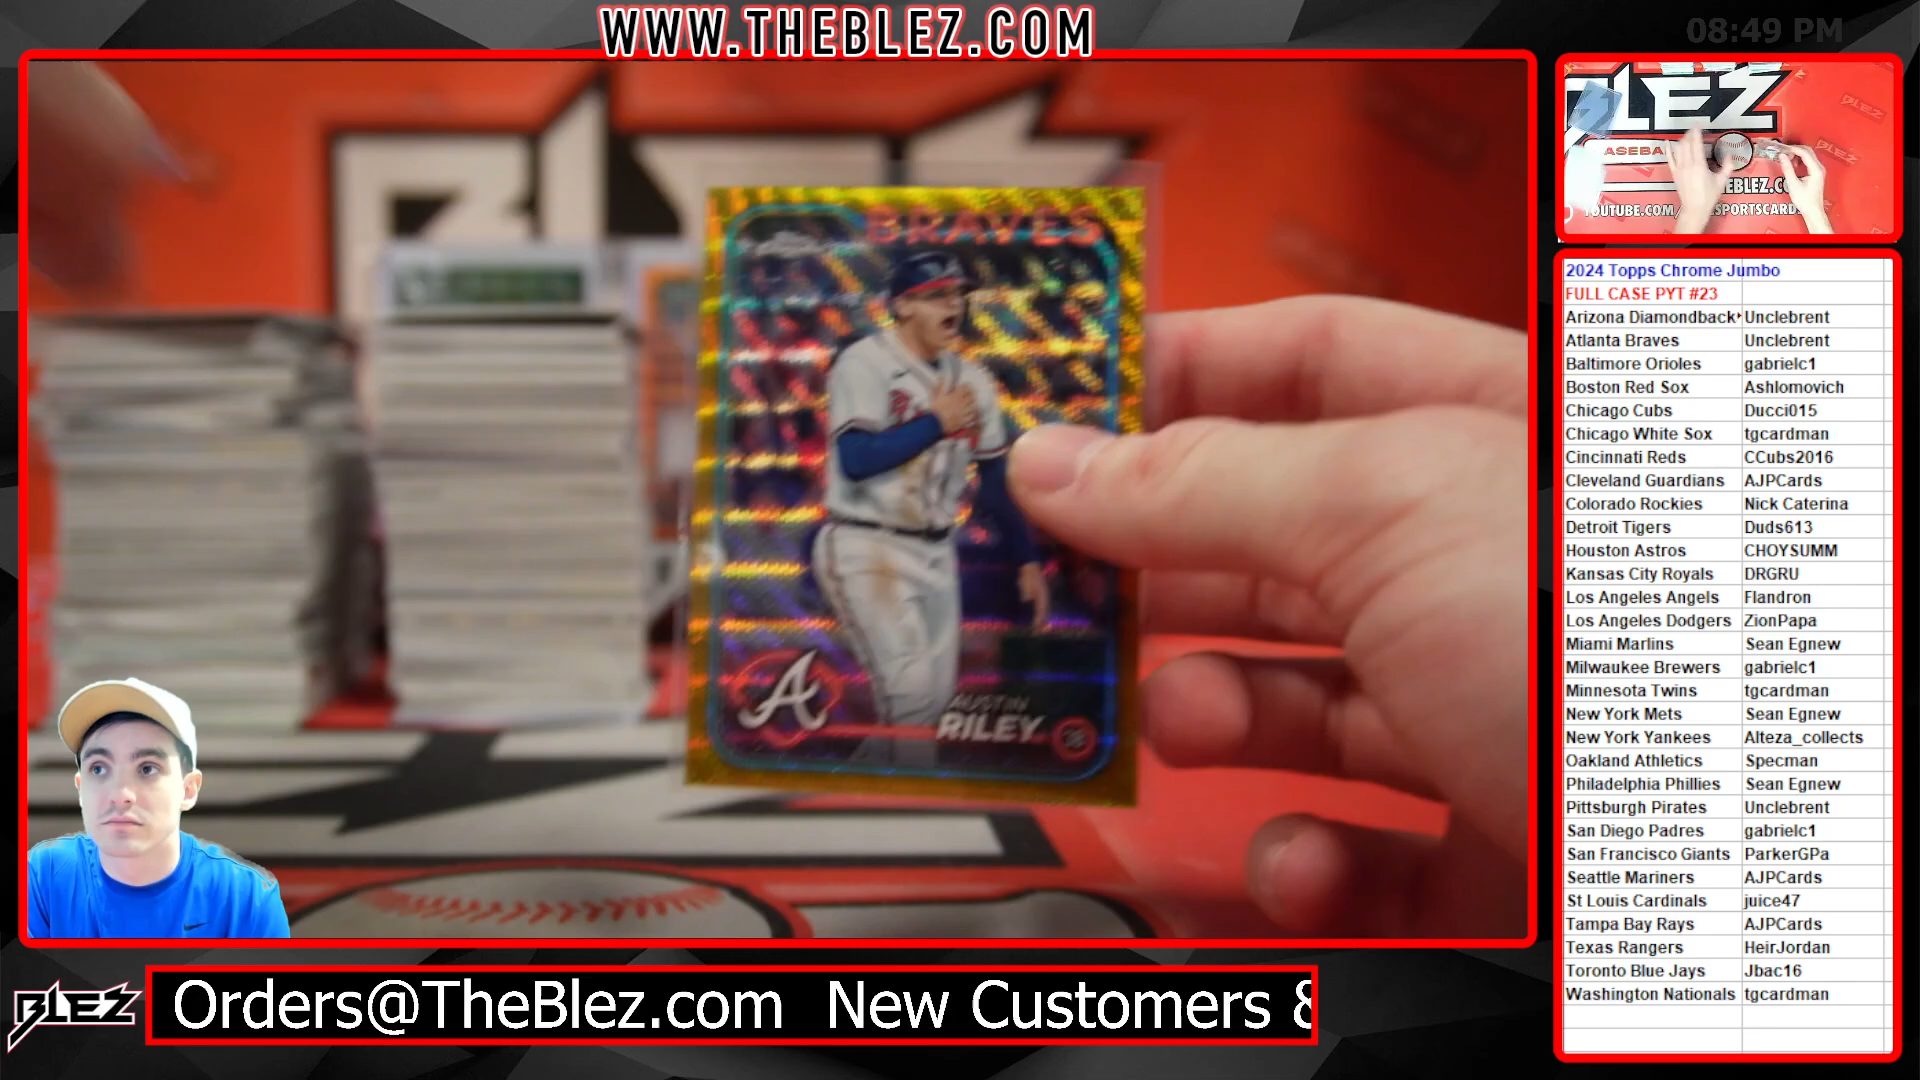 WWW.THEBLEZ.COM
08:49 PM
BRAVES
A
AUSTIN
RILEY
BLEZ
BASEBA
YOUTUBE.COM/
SPORTSCARDS
2024 Topps Chrome Jumbo
FULL CASE PYT #23
Arizona Diamondback Unclebrent
Atlanta Braves Unclebrent
Baltimore Orioles gabrielc1
Boston Red Sox Ashlomovich
Chicago Cubs Ducci015
Chicago White Sox tgcardman
Cincinnati Reds CCubs2016
Cleveland Guardians AJPCards
Colorado Rockies Nick Caterina
Detroit Tigers Duds613
Houston Astros CHOYSUMM
Kansas City Royals DRGRU
Los Angeles Angels Flandron
Los Angeles Dodgers ZionPapa
Miami Marlins Sean Egnew
Milwaukee Brewers gabrielc1
Minnesota Twins tgcardman
New York Mets Sean Egnew
New York Yankees Alteza_collects
Oakland Athletics Specman
Philadelphia Phillies Sean Egnew
Pittsburgh Pirates Unclebrent
San Diego Padres gabrielc1
San Francisco Giants ParkerGPa
Seattle Mariners AJPCards
St Louis Cardinals juice47
Tampa Bay Rays AJPCards
Texas Rangers HeirJordan
Toronto Blue Jays Jbac16
Washington Nationals tgcardman
BLEZ
Orders@TheBlez.com New Customers &